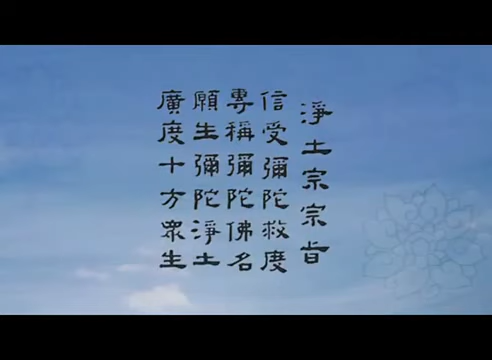 淨土宗宗旨
信受彌陀救度
專稱彌陀佛名
願生彌陀淨土
廣度十方眾生